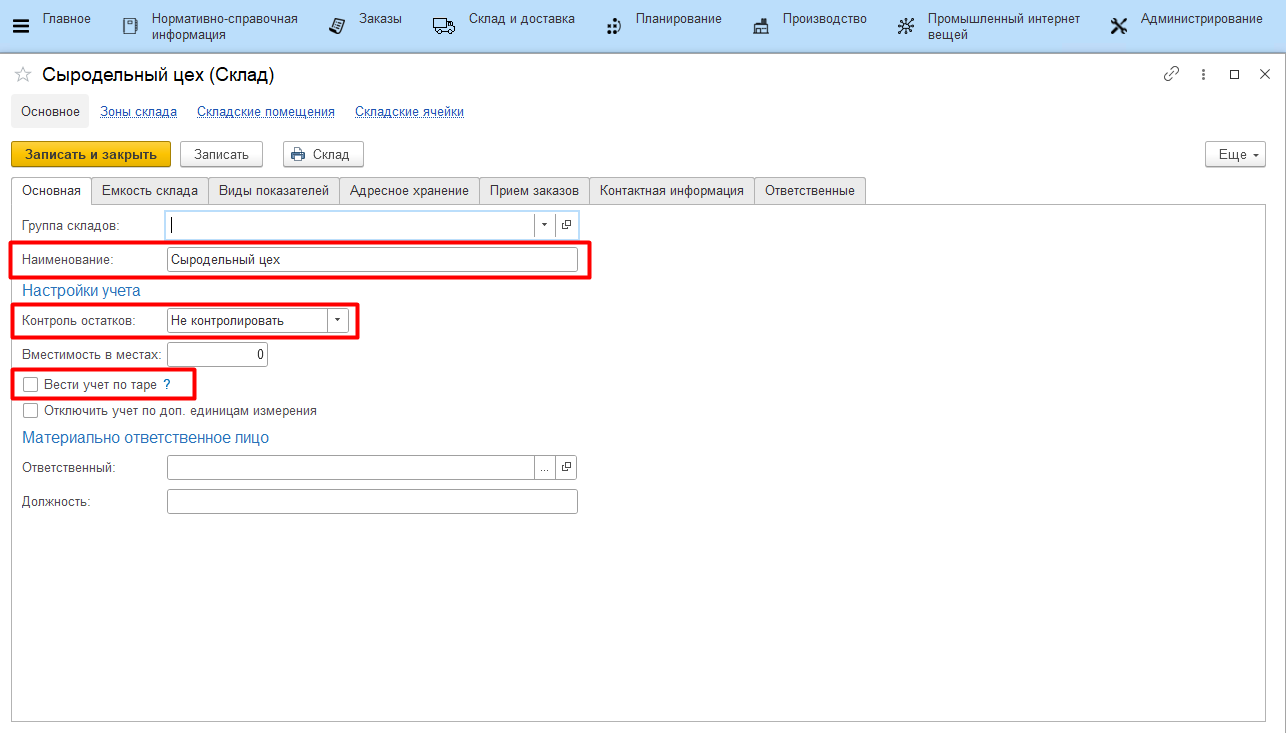 Главное
Нормативно-справочная
информация
Заказы
Склад и доставка
Планирование
Производство
Промышленный интернет
вещей
Администрирование
Сыродельный цех (Склад)
Основное Зоны склада Складские помещения Складские ячейки
Записать и закрыть Записать Склад Еще
Основная Емкость склада Виды показателей Адресное хранение Прием заказов Контактная информация Ответственные
Группа складов:
Наименование: Сыродельный цех
Настройки учета
Контроль остатков: Не контролировать
Вместимость в местах: 0
Вести учет по таре ?
Отключить учет по доп. единицам измерения
Материально ответственное лицо
Ответственный: ...
Должность: